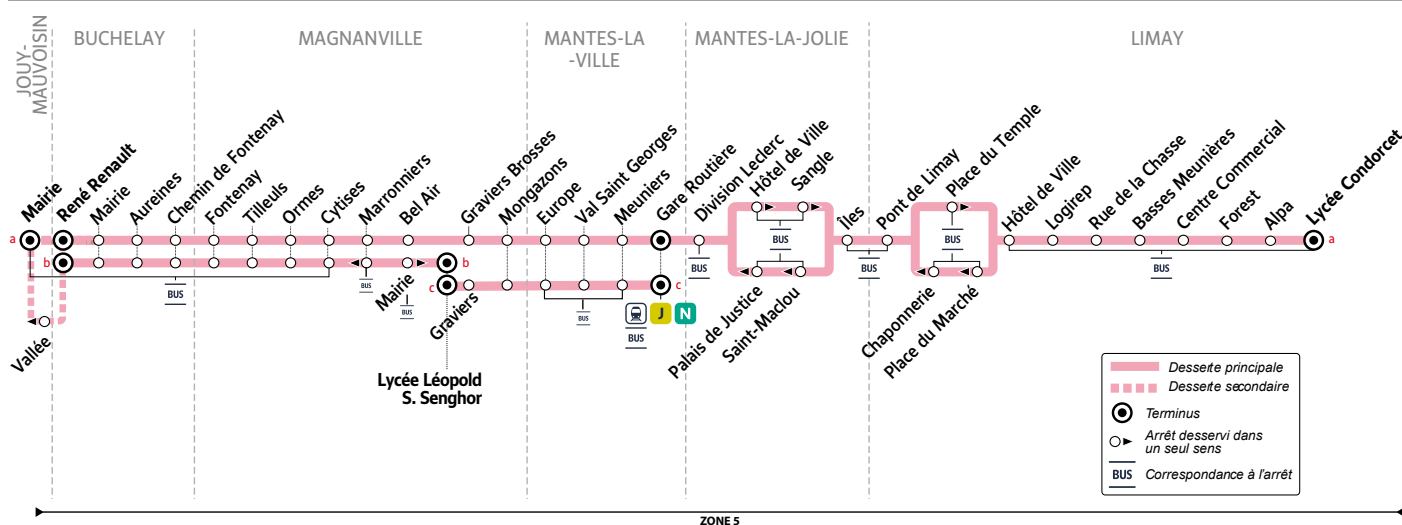 JOUY-
MAUVOISIN
BUCHELAY
MAGNANVILLE
MANTES-LA
-VILLE
MANTES-LA-JOLIE
LIMAY
Mairie
René Renault
Mairie
Aureines
Chemin de Fontenay
Fontenay
Tilleuls
Ormes
Cytises
Marronniers
Bel Air
Graviers Brosses
Mongazons
Europe
Val Saint Georges
Meuniers
Gare Routière
Division Leclerc
Hôtel de Ville
Sangle
Îles
Pont de Limay
Place du Temple
Hôtel de Ville
Logirep
Rue de la Chasse
Basses Meunières
Centre Commercial
Forest
Alpa
Lycée Condorcet
a
a
b
b
c
c
BUS
BUS
BUS
BUS
BUS
BUS
BUS
BUS
BUS
BUS
BUS
J
N
Vallée
Mairie
Graviers
Palais de Justice
Saint-Maclou
Chaponnerie
Place du Marché
Lycée Léopold
S. Senghor
Desserte principale
Desserte secondaire
Terminus
Arrêt desservi dans
un seul sens
BUS
Correspondance à l'arrêt
ZONE 5